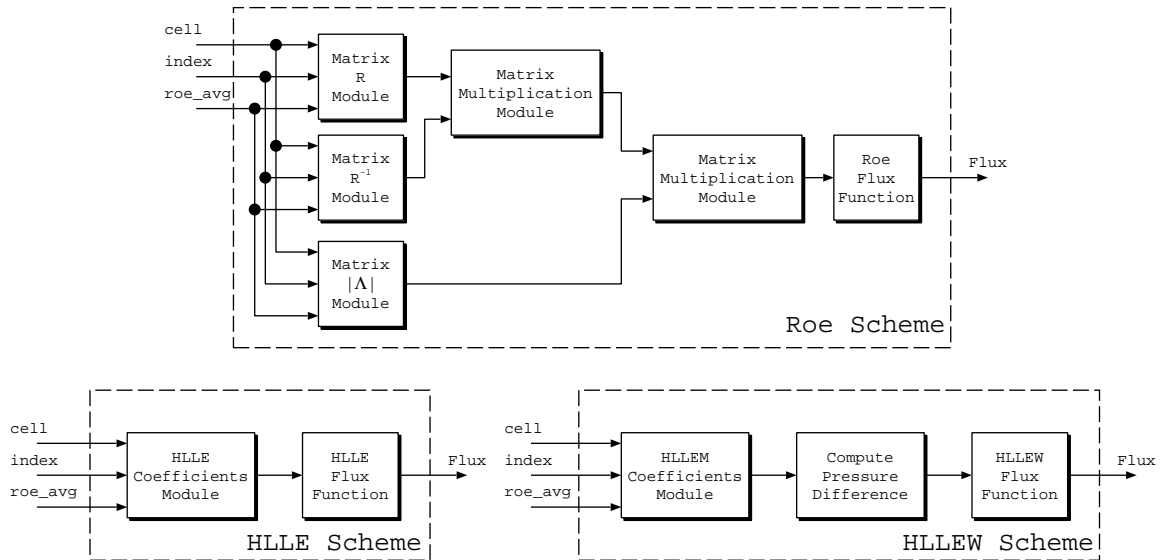 cell
index
roe_avg
Matrix
R
Module
Matrix
R⁻¹
Module
Matrix
|Λ|
Module
Matrix
Multiplication
Module
Matrix
Multiplication
Module
Roe
Flux
Function
Flux
Roe Scheme
cell
index
roe_avg
HLLE
Coefficients
Module
HLLE
Flux
Function
Flux
HLLE Scheme
cell
index
roe_avg
HLLEM
Coefficients
Module
Compute
Pressure
Difference
HLLEW
Flux
Function
Flux
HLLEW Scheme